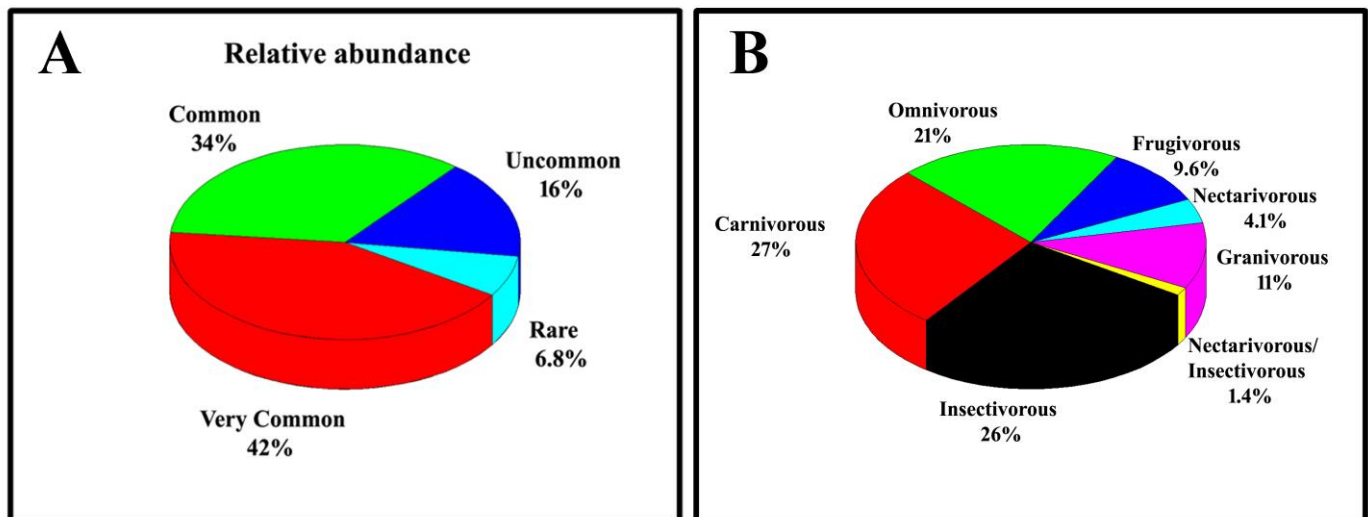 A
Relative abundance
Common
34%
Uncommon
16%
Rare
6.8%
Very Common
42%
B
Omnivorous
21%
Frugivorous
9.6%
Nectarivorous
4.1%
Carnivorous
27%
Granivorous
11%
Nectarivorous/
Insectivorous
1.4%
Insectivorous
26%